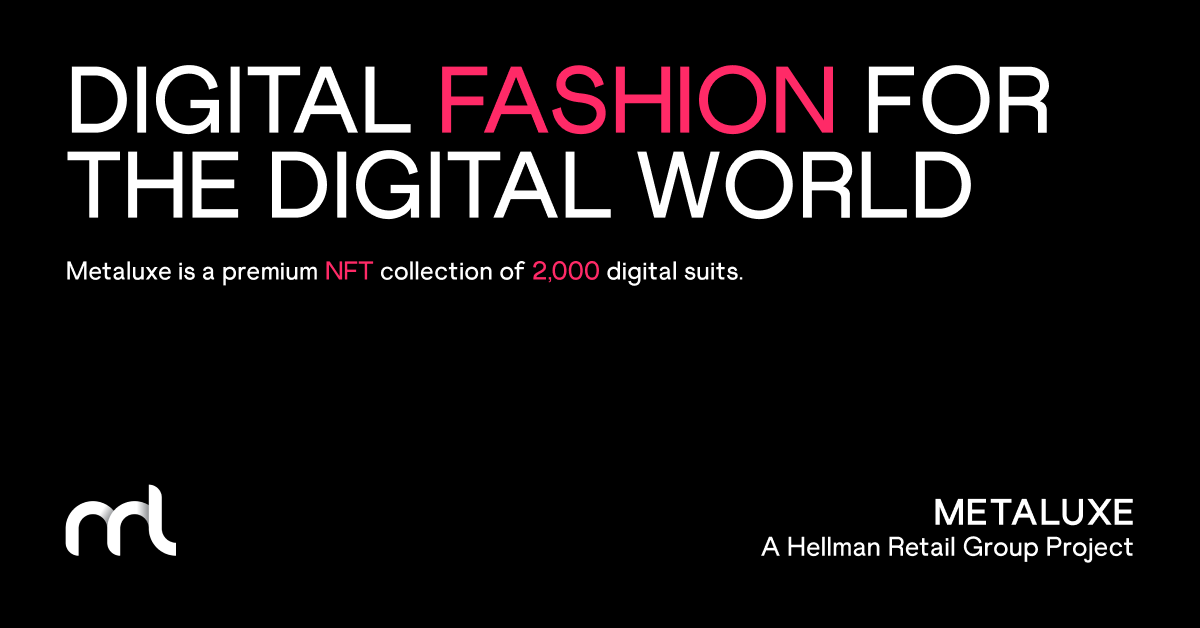 DIGITAL FASHION FOR
THE DIGITAL WORLD
Metaluxe is a premium NFT collection of 2,000 digital suits.
ml
METALUXE
A Hellman Retail Group Project